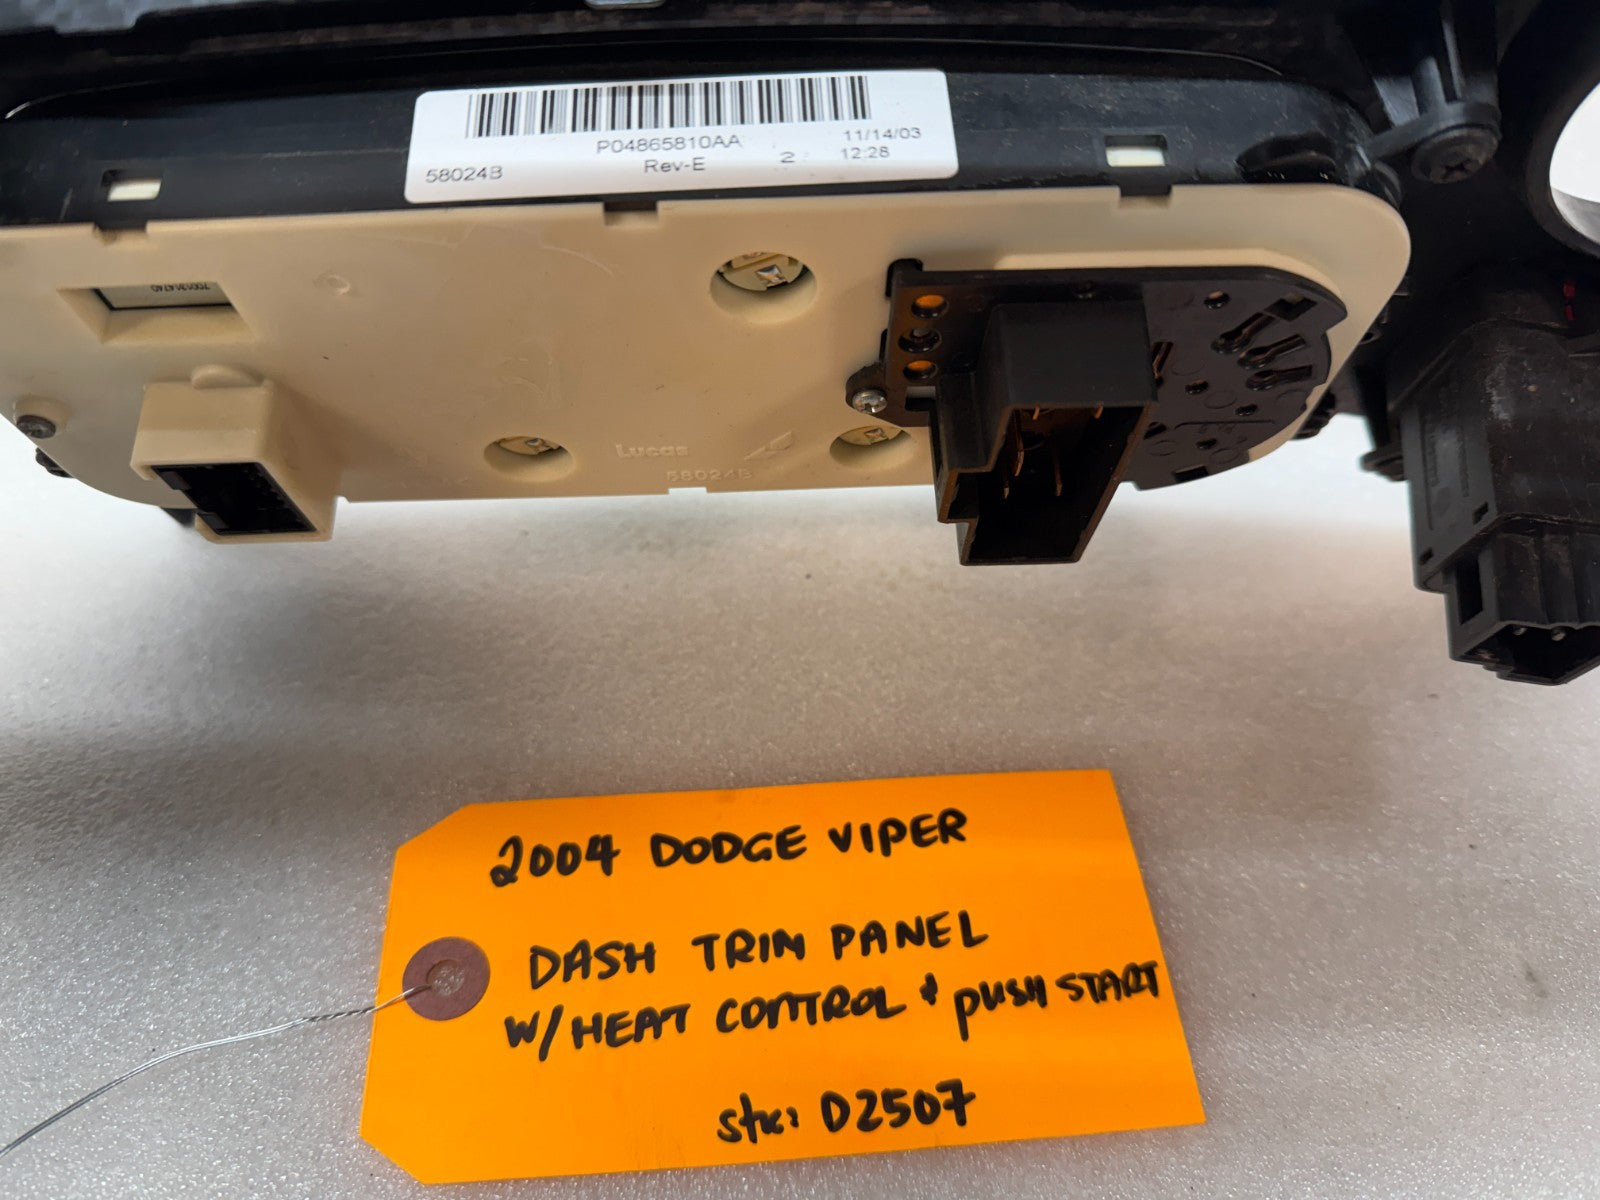 P04865810AA
11/14/03
58024B
Rev-E
2
12:28
Lucas
58024B
2004 DODGE VIPER
DASH TRIM PANEL
W/HEAT CONTROL & PUSH START
stk: D2507